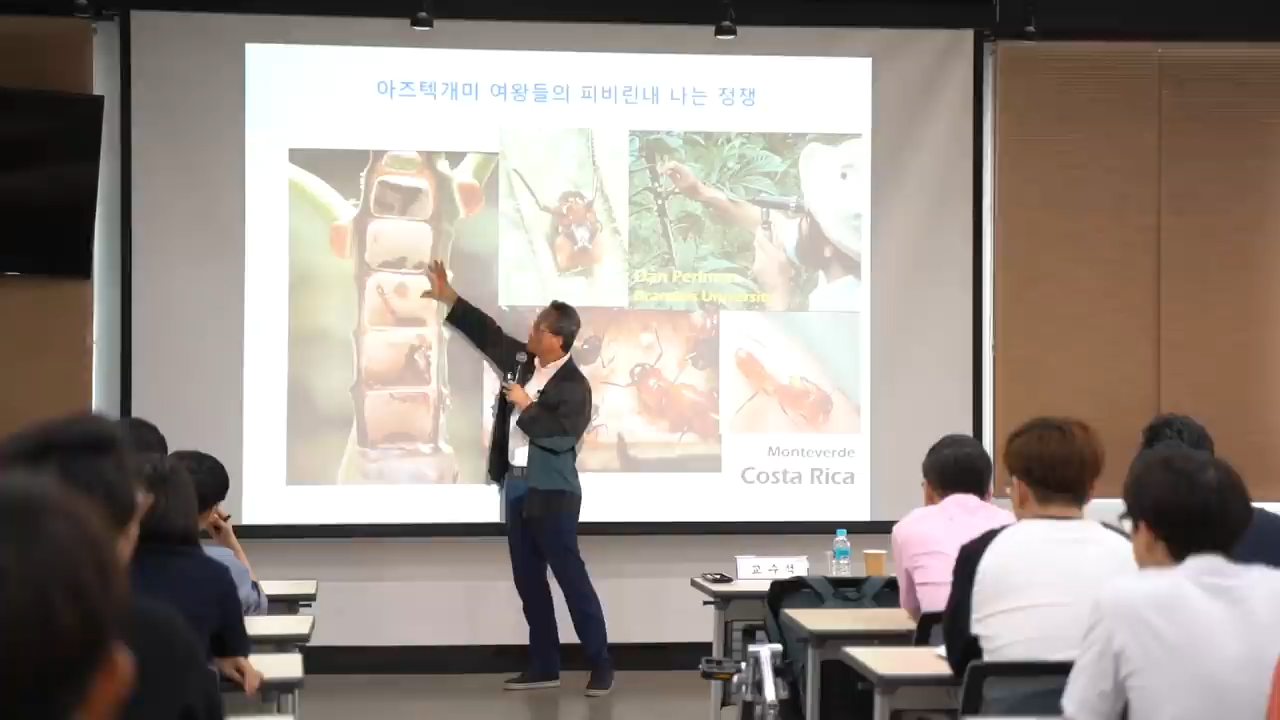 아즈텍개미 여왕들의 피비린내 나는 정쟁
Dan Perlman
Brandeis University
Monteverde
Costa Rica
교 수 석